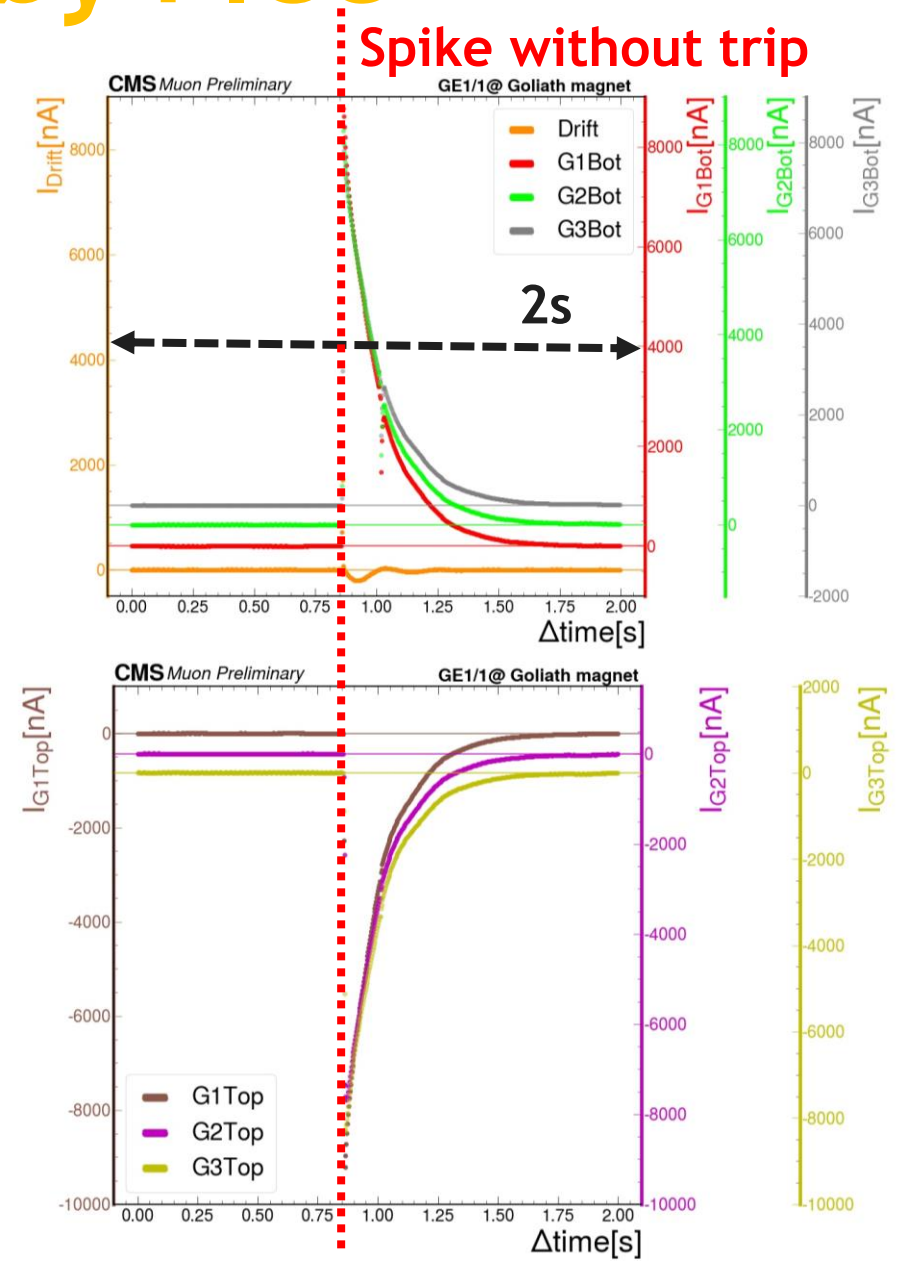 Spike without trip
CMS Muon Preliminary
GE1/1@ Goliath magnet
I_Drift[nA]
8000
6000
4000
2000
0
Drift
G1Bot
G2Bot
G3Bot
2s
I_G1Bot[nA]
8000
6000
4000
2000
0
I_G2Bot[nA]
8000
6000
4000
2000
0
I_G3Bot[nA]
8000
6000
4000
2000
0
-2000
0.00 0.25 0.50 0.75 1.00 1.25 1.50 1.75 2.00
Δtime[s]
CMS Muon Preliminary
GE1/1@ Goliath magnet
I_G1Top[nA]
0
-2000
-4000
-6000
-8000
-10000
G1Top
G2Top
G3Top
I_G2Top[nA]
0
-2000
-4000
-6000
-8000
-10000
I_G3Top[nA]
2000
0
-2000
-4000
-6000
-8000
-10000
0.00 0.25 0.50 0.75 1.00 1.25 1.50 1.75 2.00
Δtime[s]